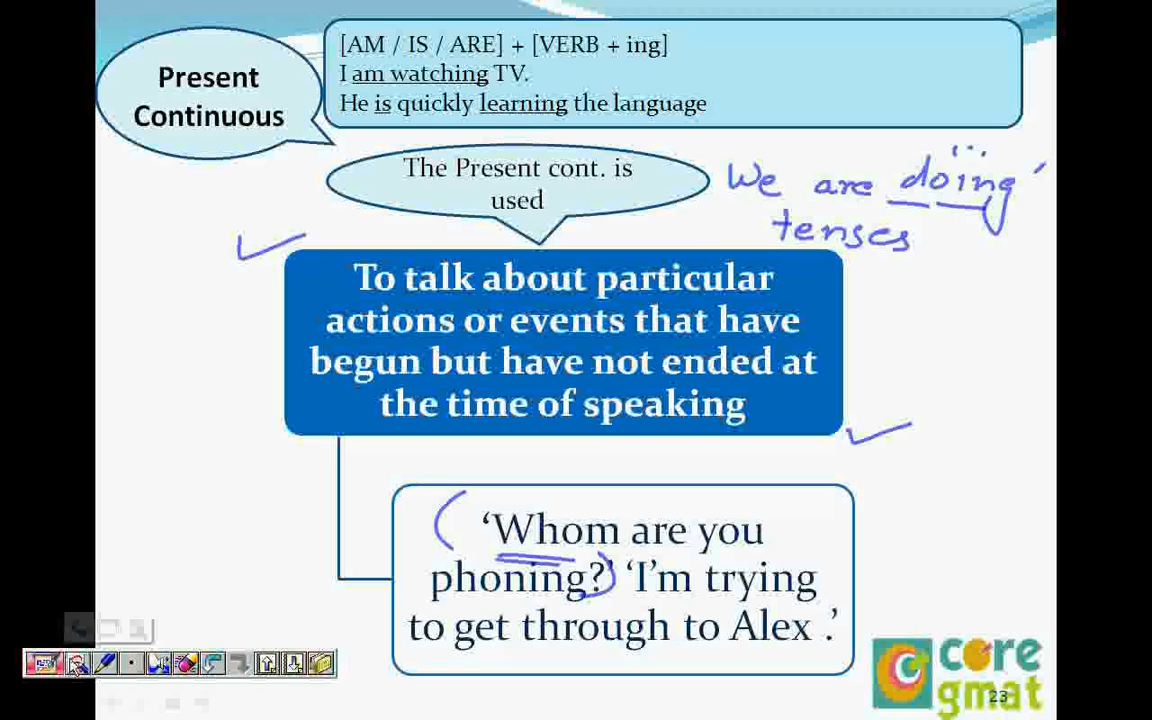 Present
Continuous
[AM / IS / ARE] + [VERB + ing]
I am watching TV.
He is quickly learning the language
The Present cont. is
used
We are doing
tenses
To talk about particular
actions or events that have
begun but have not ended at
the time of speaking
‘Whom are you
phoning?’ ‘I’m trying
to get through to Alex .’
core
gmat
23